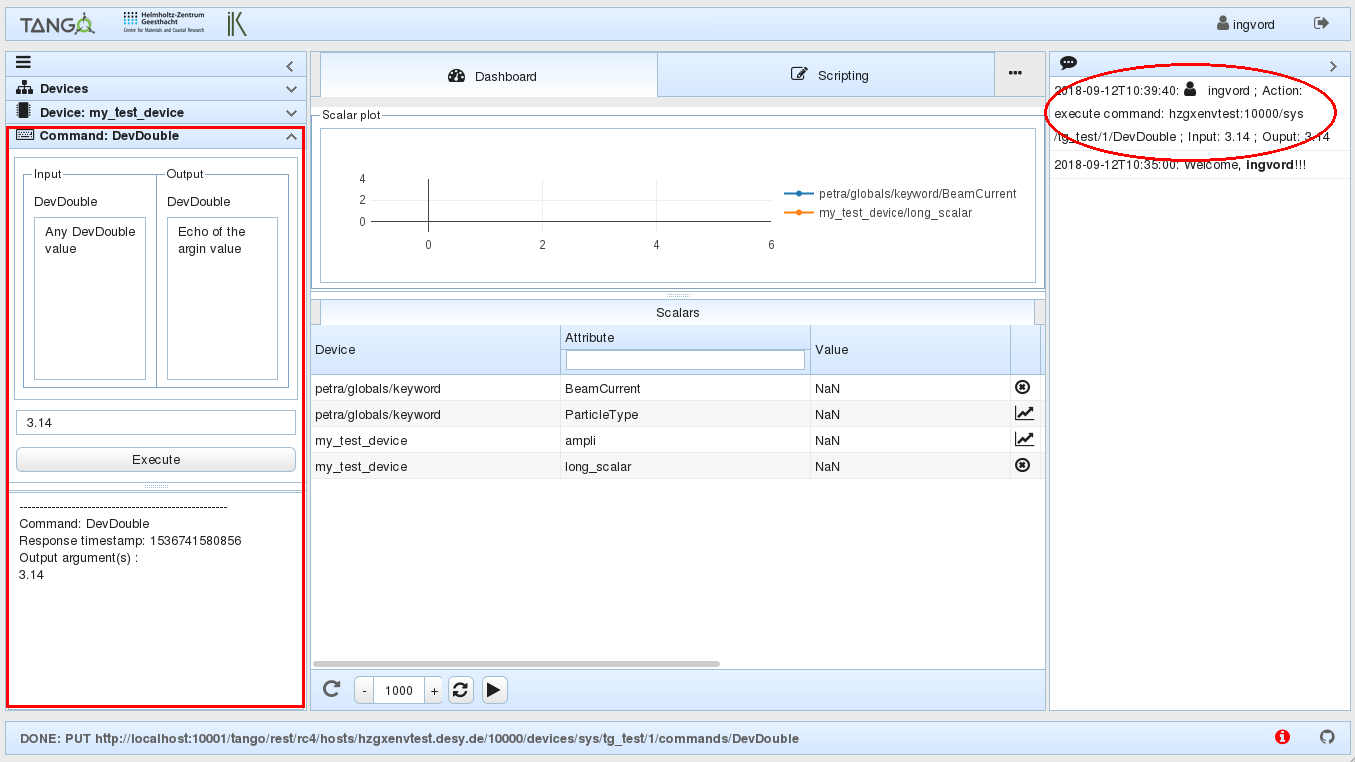 TANGO
Helmholtz-Zentrum
Geesthacht
Centre for Materials and Coastal Research
iK
ingvord
Devices
Device: my_test_device
Command: DevDouble
Input
Output
DevDouble
DevDouble
Any DevDouble
value
Echo of the
argin value
3.14
Execute
----------------------------------------------------
Command: DevDouble
Response timestamp: 1536741580856
Output argument(s) :
3.14
Dashboard
Scripting
Scalar plot
4
2
0
0
2
4
6
petra/globals/keyword/BeamCurrent
my_test_device/long_scalar
Scalars
Device
Attribute
Value
petra/globals/keyword BeamCurrent NaN
petra/globals/keyword ParticleType NaN
my_test_device ampli NaN
my_test_device long_scalar NaN
- 1000 +
2018-09-12T10:39:40: ingvord ; Action:
execute command: hzgxenvtest:10000/sys
/tg_test/1/DevDouble ; Input: 3.14 ; Ouput: 3.14
2018-09-12T10:35:00: Welcome, ingvord!!!
DONE: PUT http://localhost:10001/tango/rest/rc4/hosts/hzgxenvtest.desy.de/10000/devices/sys/tg_test/1/commands/DevDouble